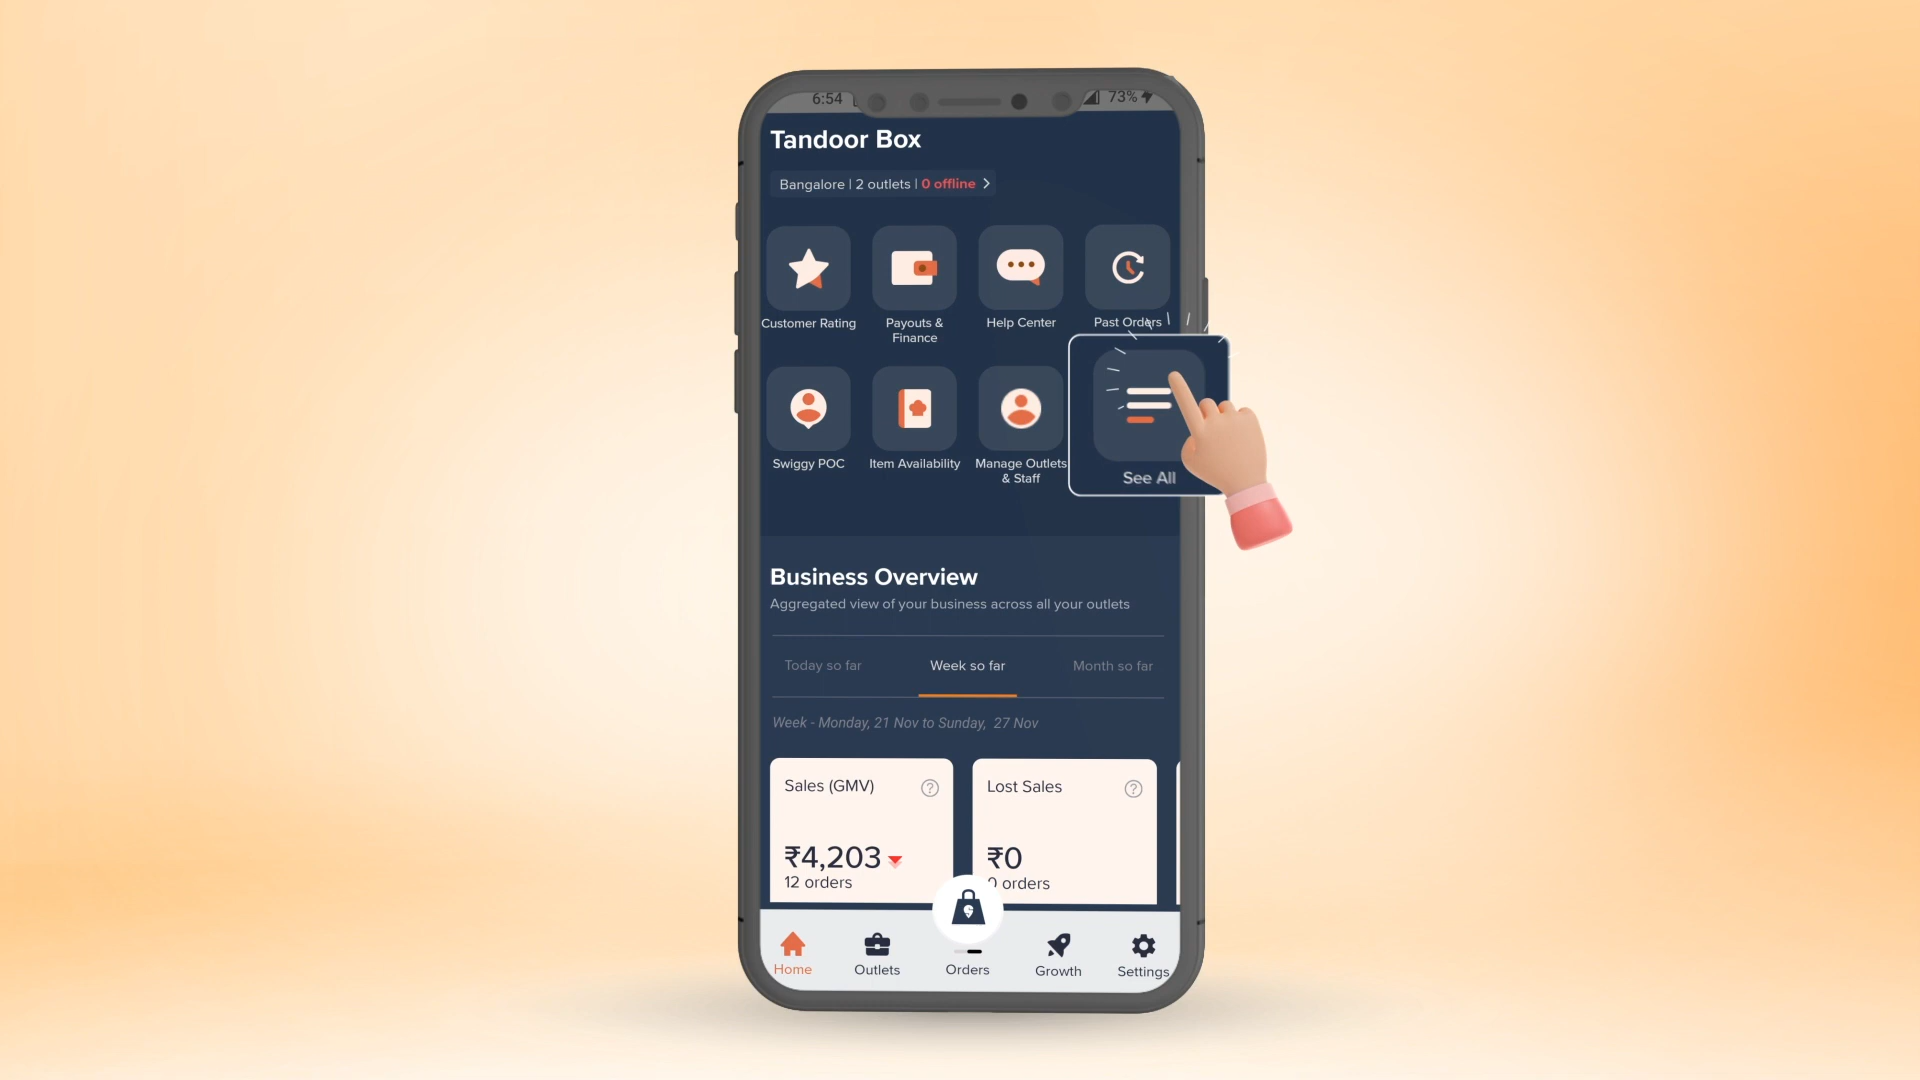 6:54
73%
Tandoor Box
Bangalore | 2 outlets | 0 offline
Customer Rating
Payouts &
Finance
Help Center
Past Orders
Swiggy POC
Item Availability
Manage Outlets
& Staff
See All
Business Overview
Aggregated view of your business across all your outlets
Today so far
Week so far
Month so far
Week - Monday, 21 Nov to Sunday, 27 Nov
Sales (GMV)
?
Lost Sales
?
₹4,203
12 orders
₹0
0 orders
Home
Outlets
Orders
Growth
Settings